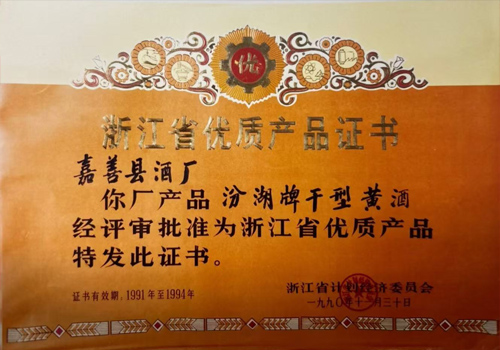 优
浙江省优质产品证书
嘉善县酒厂
你厂产品 汾湖牌干型黄酒
经评审批准为浙江省优质产品
特发此证书。
浙江省计划经济委员会
证书有效期：1991年至1994年
一九九〇年十二月三十日